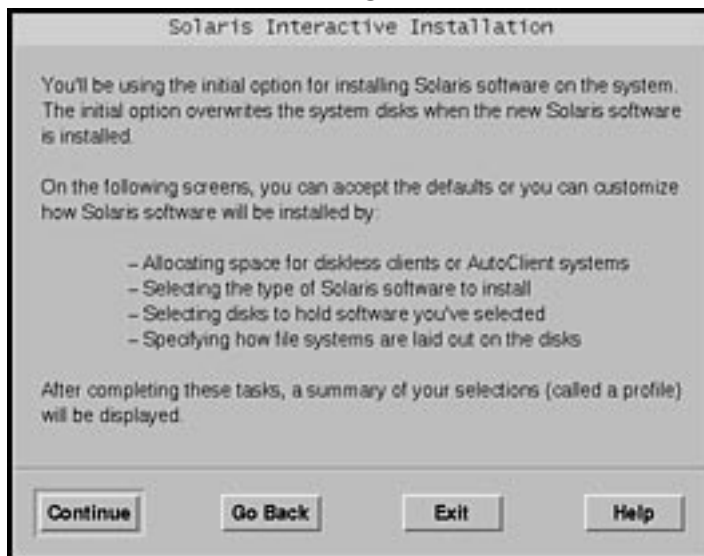 Solaris Interactive Installation
You'll be using the initial option for installing Solaris software on the system.
The initial option overwrites the system disks when the new Solaris software
is installed.
On the following screens, you can accept the defaults or you can customize
how Solaris software will be installed by:
– Allocating space for diskless clients or AutoClient systems
– Selecting the type of Solaris software to install
– Selecting disks to hold software you've selected
– Specifying how file systems are laid out on the disks
After completing these tasks, a summary of your selections (called a profile)
will be displayed.
Continue Go Back Exit Help